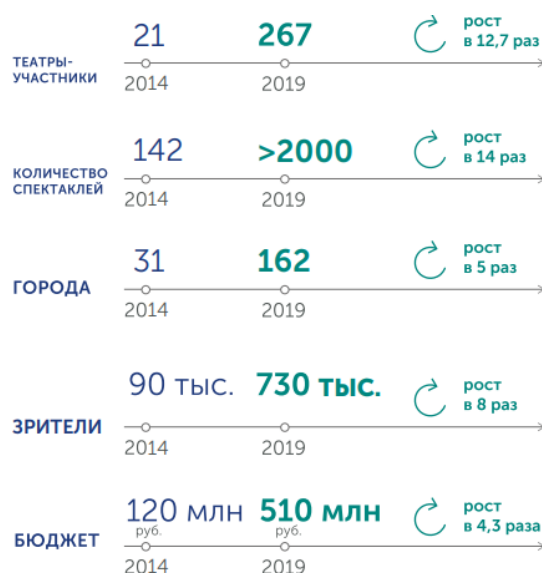 21 267 рост
в 12,7 раз
ТЕАТРЫ-
УЧАСТНИКИ
2014 2019
142 >2000 рост
в 14 раз
КОЛИЧЕСТВО
СПЕКТАКЛЕЙ
2014 2019
31 162 рост
в 5 раз
ГОРОДА
2014 2019
90 тыс. 730 тыс. рост
в 8 раз
ЗРИТЕЛИ
2014 2019
120 млн 510 млн рост
в 4,3 раза
руб. руб.
БЮДЖЕТ
2014 2019